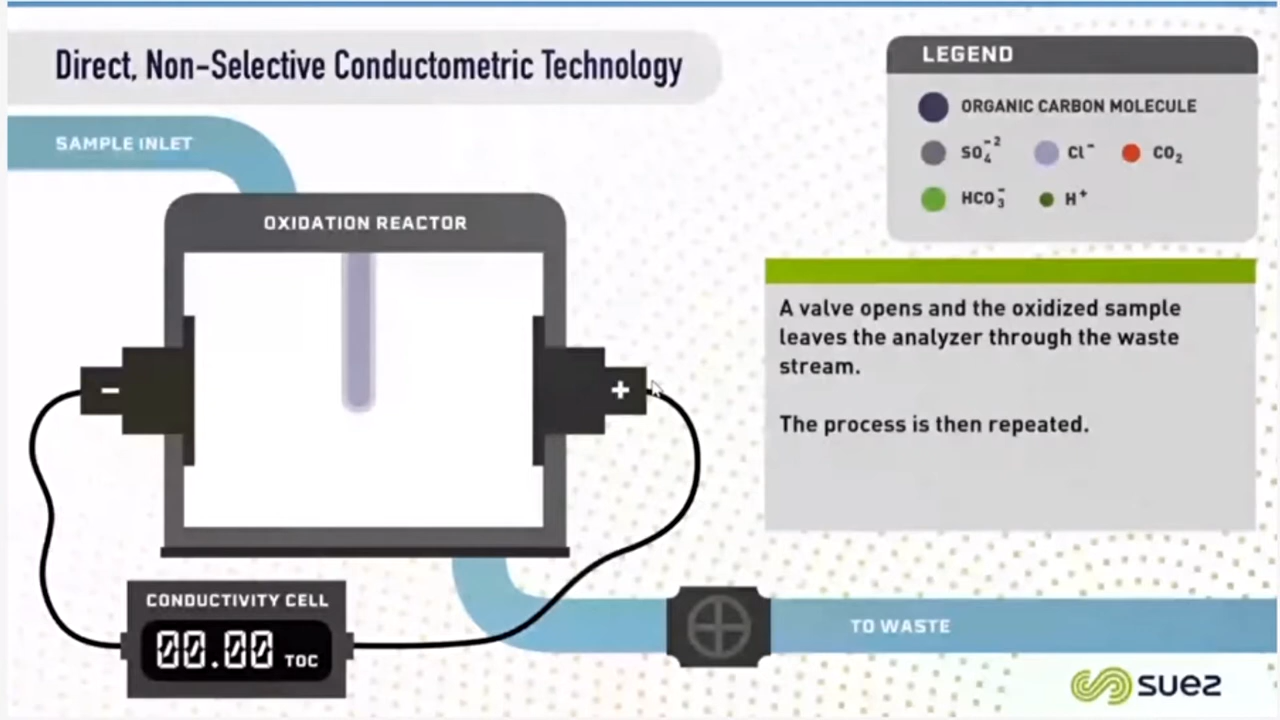 Direct, Non-Selective Conductometric Technology
LEGEND
ORGANIC CARBON MOLECULE
SO₄⁻² Cl⁻ CO₂
HCO₃⁻ H⁺
SAMPLE INLET
OXIDATION REACTOR
A valve opens and the oxidized sample
leaves the analyzer through the waste
stream.
The process is then repeated.
− +
CONDUCTIVITY CELL
00.00 TOC
TO WASTE
suez